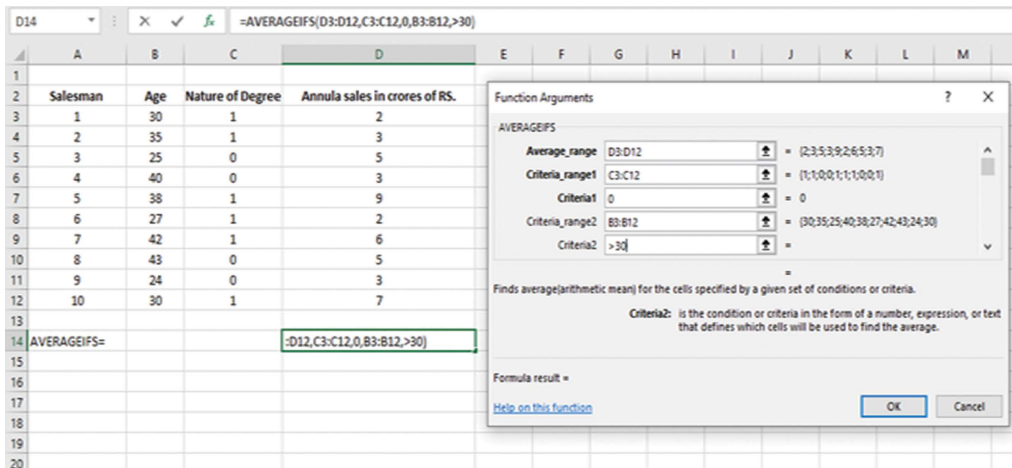 D14 =AVERAGEIFS(D3:D12,C3:C12,0,B3:B12,>30)
A B C D E F G H I J K L M
1
2 Salesman Age Nature of Degree Annula sales in crores of RS.
3 1 30 1 2
4 2 35 1 3
5 3 25 0 5
6 4 40 0 3
7 5 38 1 9
8 6 27 1 2
9 7 42 1 6
10 8 43 0 5
11 9 24 0 3
12 10 30 1 7
13
14 AVERAGEIFS= :D12,C3:C12,0,B3:B12,>30)
15
16
17
18
19
20
Function Arguments ? X
AVERAGEIFS
Average_range D3:D12 = {2;3;5;3;9;2;6;5;3;7}
Criteria_range1 C3:C12 = {1;1;0;0;1;1;1;0;0;1}
Criteria1 0 = 0
Criteria_range2 B3:B12 = {30;35;25;40;38;27;42;43;24;30}
Criteria2 >30 =
=
Finds average(arithmetic mean) for the cells specified by a given set of conditions or criteria.
Criteria2: is the condition or criteria in the form of a number, expression, or text
that defines which cells will be used to find the average.
Formula result =
Help on this function OK Cancel